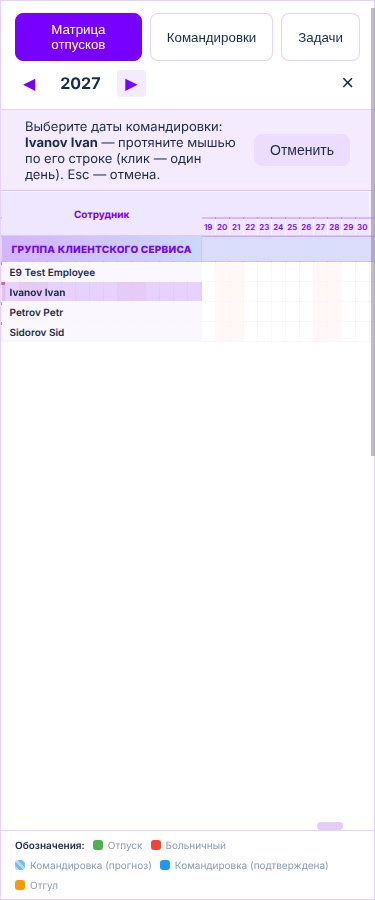 Матрица
отпусков
Командировки
Задачи
◀ 2027 ▶ ×
Выберите даты командировки:
Ivanov Ivan — протяните мышью
по его строке (клик — один
день). Esc — отмена.
Отменить
Сотрудник
19 20 21 22 23 24 25 26 27 28 29 30
ГРУППА КЛИЕНТСКОГО СЕРВИСА
E9 Test Employee
Ivanov Ivan
Petrov Petr
Sidorov Sid
Обозначения: Отпуск Больничный
Командировка (прогноз) Командировка (подтверждена)
Отгул